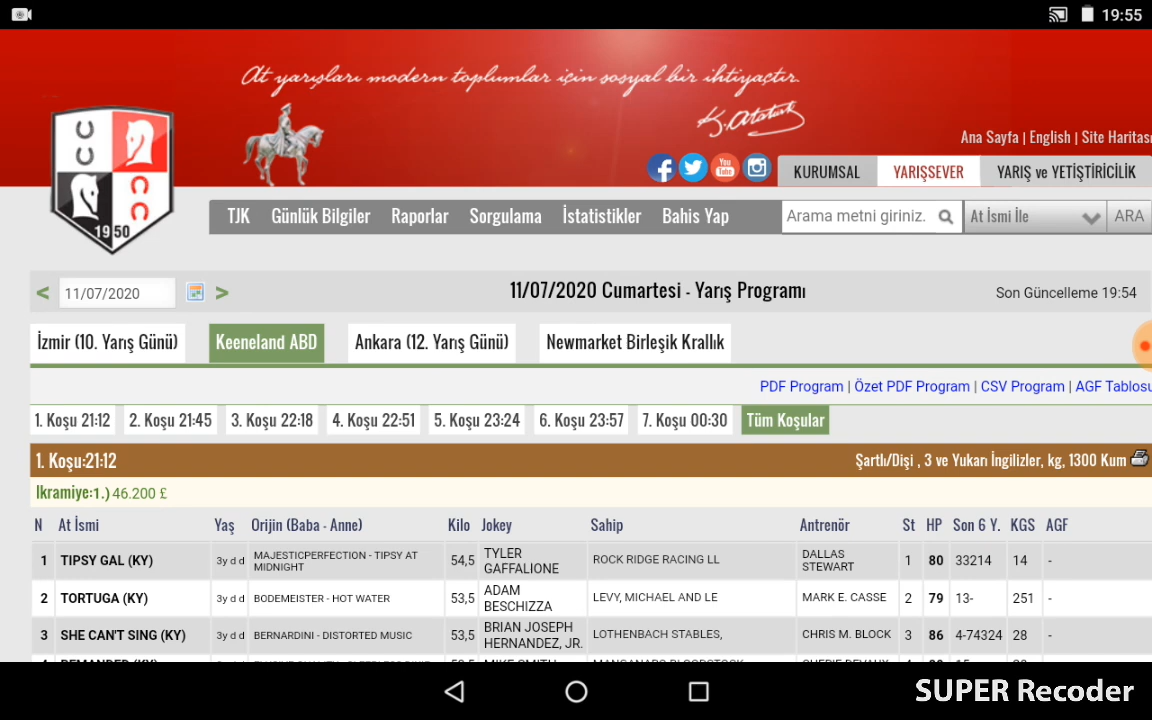 19:55
At yarışları modern toplumlar için sosyal bir ihtiyaçtır.
K. Atatürk
1950
Ana Sayfa | English | Site Haritas
You Tube
KURUMSAL YARIŞSEVER YARIŞ ve YETİŞTİRİCİLİK
TJK Günlük Bilgiler Raporlar Sorgulama İstatistikler Bahis Yap Arama metni giriniz. At İsmi İle ARA
< 11/07/2020 > 11/07/2020 Cumartesi - Yarış Programı Son Güncelleme 19:54
İzmir (10. Yarış Günü) Keeneland ABD Ankara (12. Yarış Günü) Newmarket Birleşik Krallık
PDF Program | Özet PDF Program | CSV Program | AGF Tablosu
1. Koşu 21:12 2. Koşu 21:45 3. Koşu 22:18 4. Koşu 22:51 5. Koşu 23:24 6. Koşu 23:57 7. Koşu 00:30 Tüm Koşular
1. Koşu:21:12 Şartlı/Dişi , 3 ve Yukarı İngilizler, kg, 1300 Kum
Ikramiye:1.) 46.200 £
N At İsmi Yaş Orijin (Baba - Anne) Kilo Jokey Sahip Antrenör St HP Son 6 Y. KGS AGF
1 TIPSY GAL (KY) 3y d d MAJESTICPERFECTION - TIPSY AT MIDNIGHT 54,5 TYLER GAFFALIONE ROCK RIDGE RACING LL DALLAS STEWART 1 80 33214 14 -
2 TORTUGA (KY) 3y d d BODEMEISTER - HOT WATER 53,5 ADAM BESCHIZZA LEVY, MICHAEL AND LE MARK E. CASSE 2 79 13- 251 -
3 SHE CAN'T SING (KY) 3y d d BERNARDINI - DISTORTED MUSIC 53,5 BRIAN JOSEPH HERNANDEZ, JR. LOTHENBACH STABLES, CHRIS M. BLOCK 3 86 4-74324 28 -
SUPER Recoder